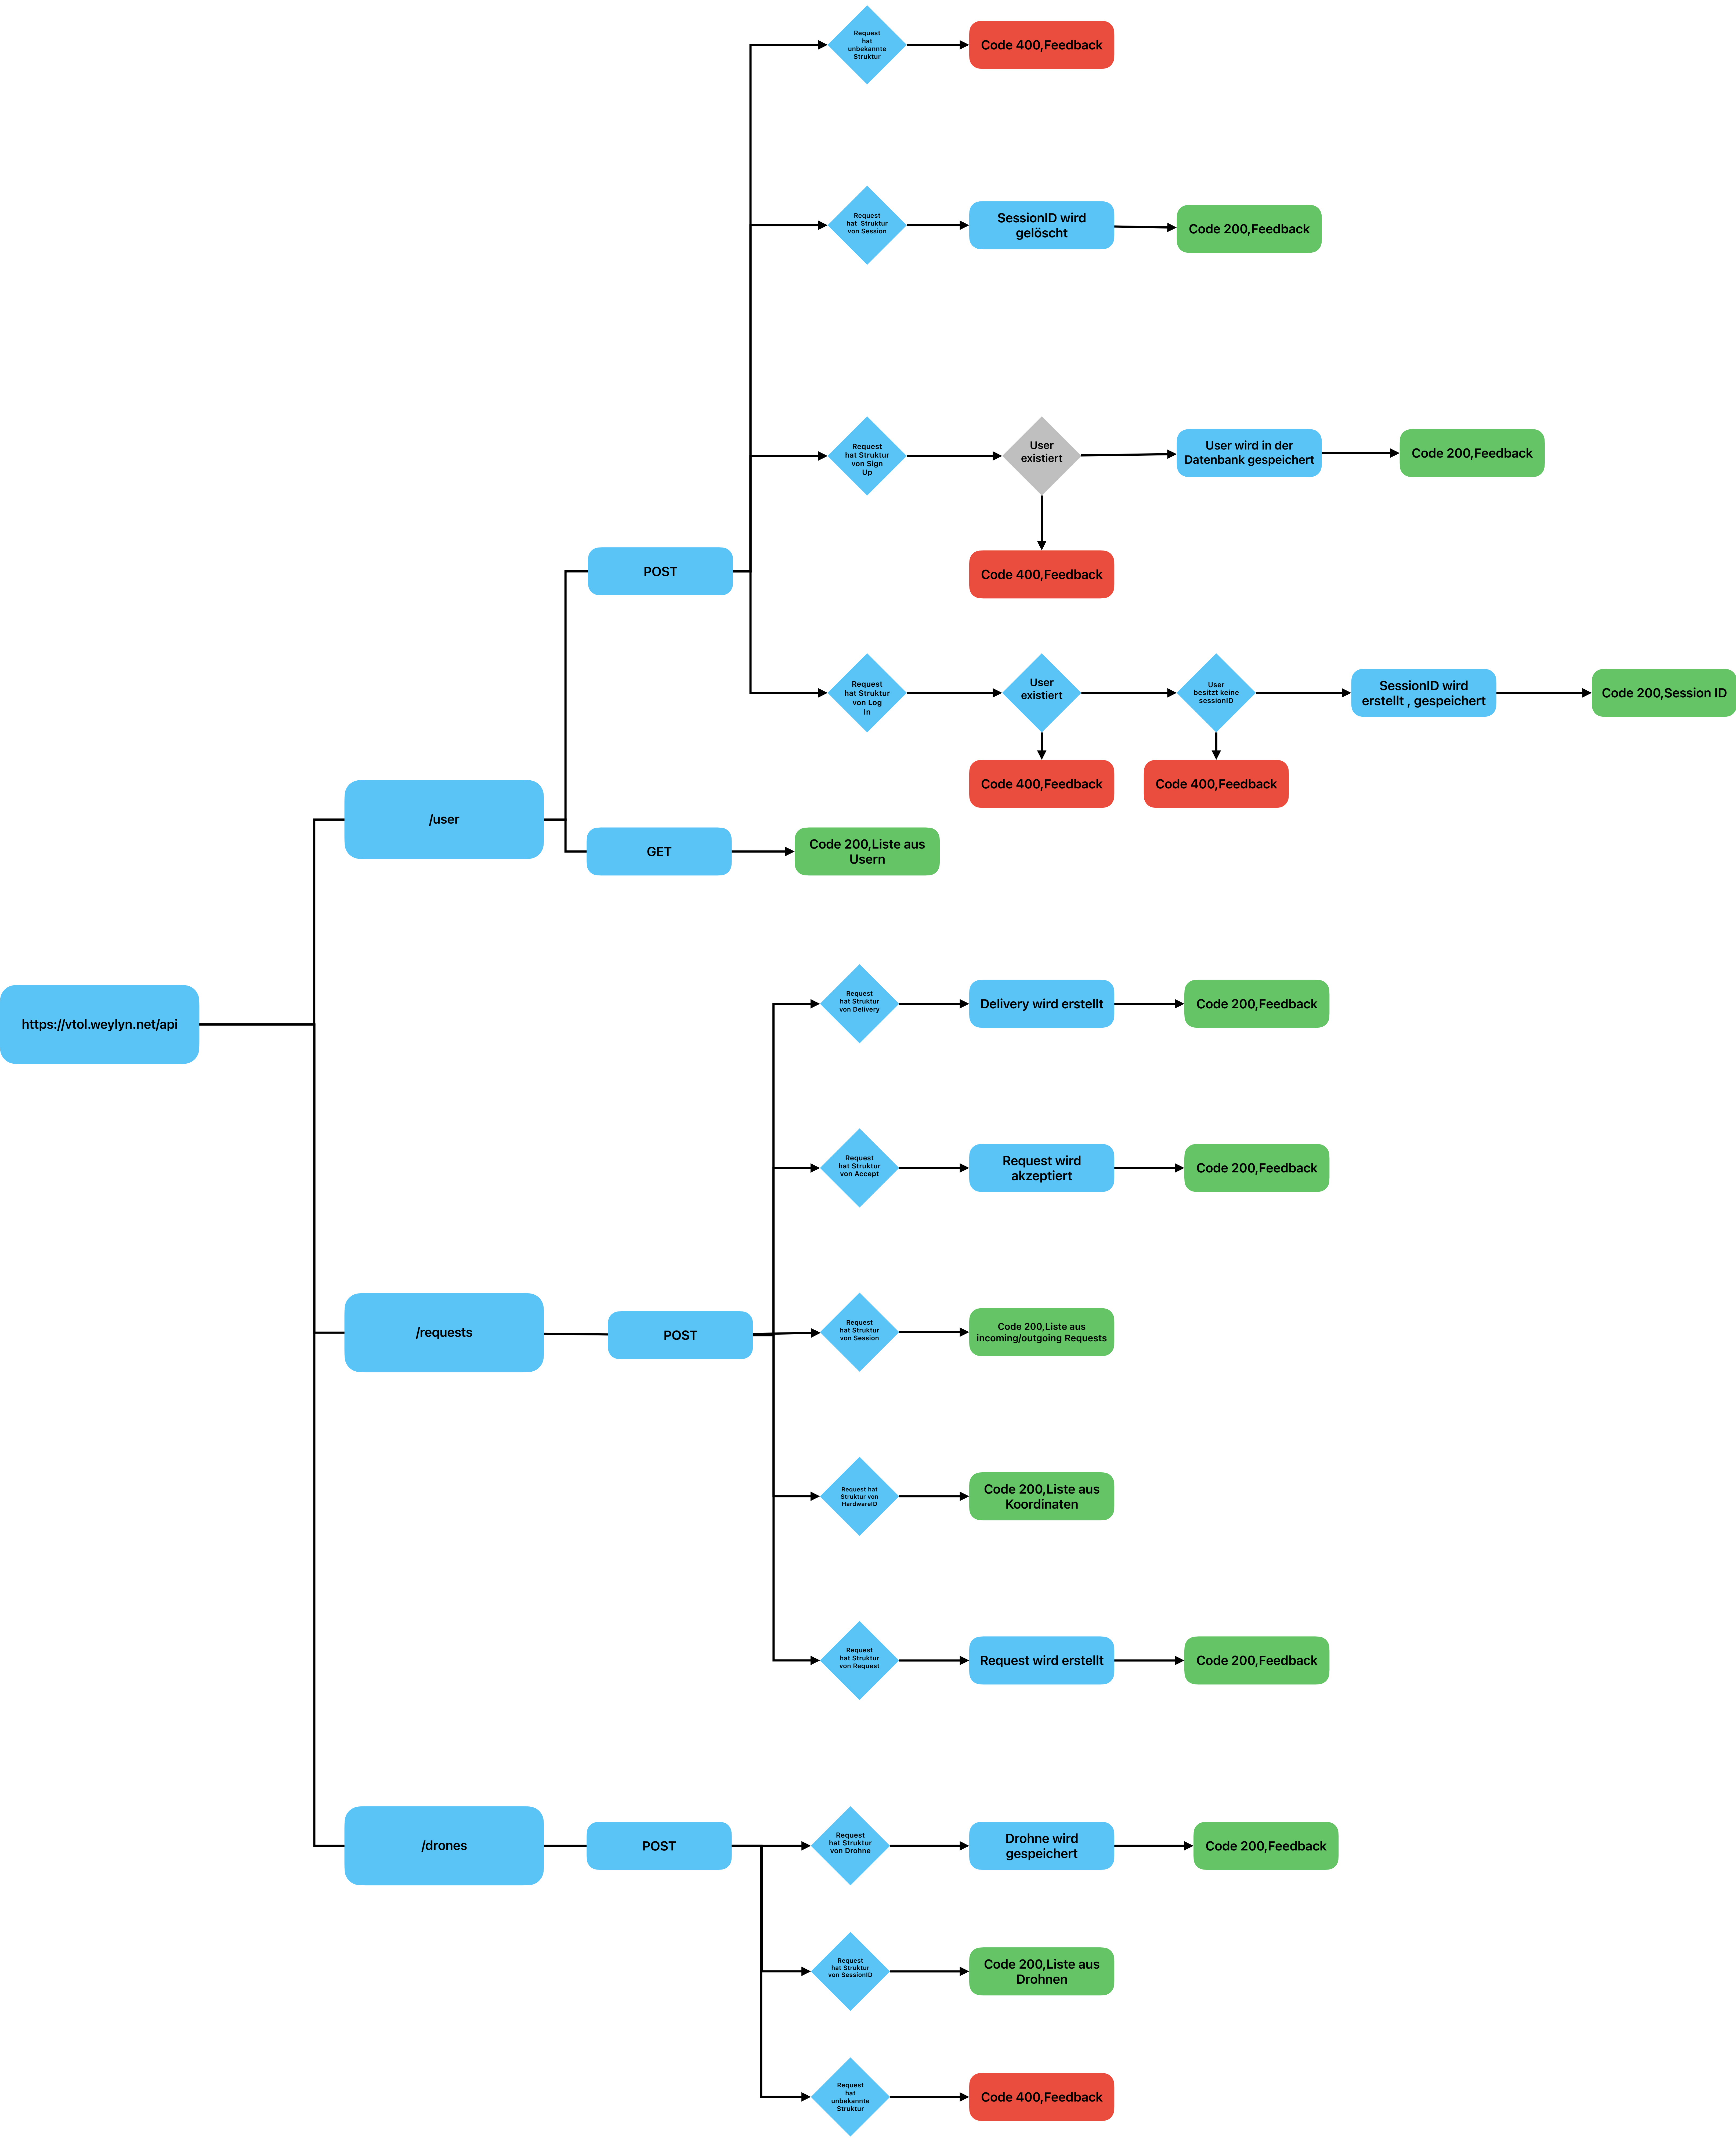 Request
hat
unbekannte
Struktur
Code 400,Feedback
Request
hat Struktur
von Session
SessionID wird
gelöscht
Code 200,Feedback
Request
hat Struktur
von Sign
Up
User
existiert
User wird in der
Datenbank gespeichert
Code 200,Feedback
POST
Code 400,Feedback
Request
hat Struktur
von Log
In
User
existiert
User
besitzt keine
sessionID
SessionID wird
erstellt , gespeichert
Code 200,Session ID
Code 400,Feedback
Code 400,Feedback
/user
GET
Code 200,Liste aus
Usern
https://vtol.weylyn.net/api
Request
hat Struktur
von Delivery
Delivery wird erstellt
Code 200,Feedback
Request
hat Struktur
von Accept
Request wird
akzeptiert
Code 200,Feedback
/requests
POST
Request
hat Struktur
von Session
Code 200,Liste aus
incoming/outgoing Requests
Request hat
Struktur von
HardwareID
Code 200,Liste aus
Koordinaten
Request
hat Struktur
von Request
Request wird erstellt
Code 200,Feedback
/drones
POST
Request
hat Struktur
von Drohne
Drohne wird
gespeichert
Code 200,Feedback
Request
hat Struktur
von SessionID
Code 200,Liste aus
Drohnen
Request
hat
unbekannte
Struktur
Code 400,Feedback